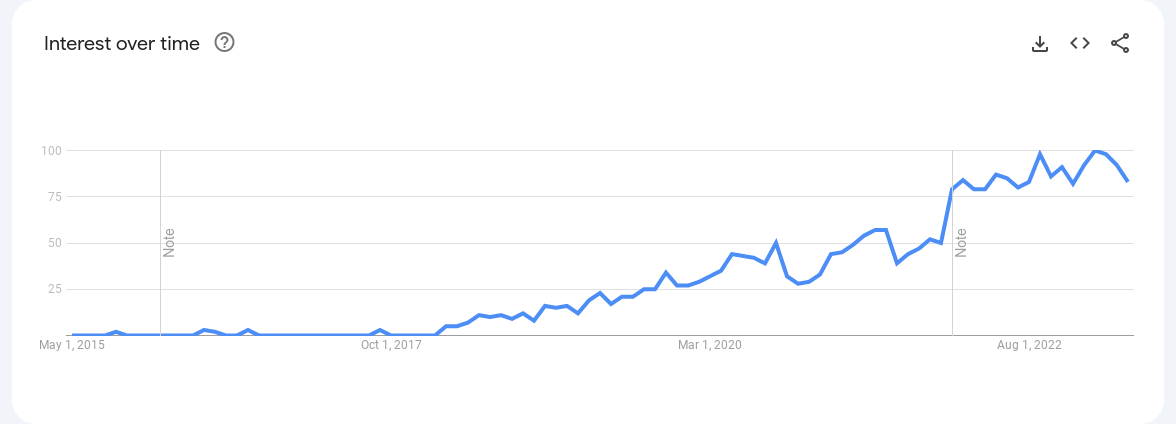 Interest over time
100
75
50
25
Note
Note
May 1, 2015
Oct 1, 2017
Mar 1, 2020
Aug 1, 2022